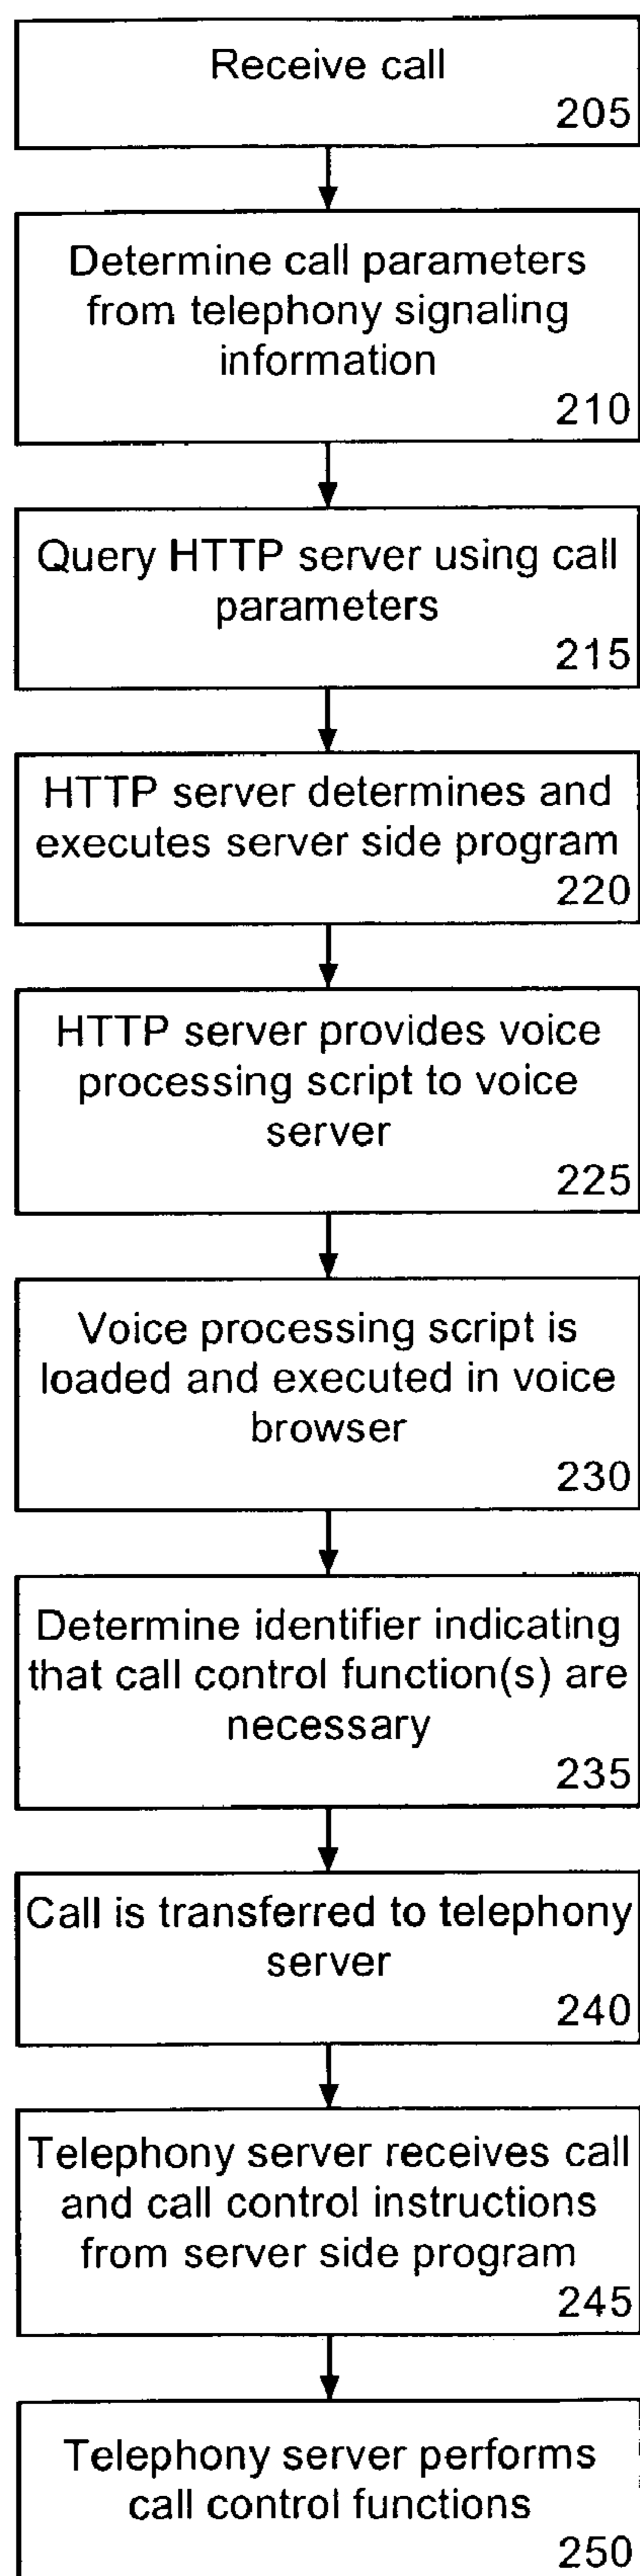 Receive call
205
Determine call parameters
from telephony signaling
information
210
Query HTTP server using call
parameters
215
HTTP server determines and
executes server side program
220
HTTP server provides voice
processing script to voice
server
225
Voice processing script is
loaded and executed in voice
browser
230
Determine identifier indicating
that call control function(s) are
necessary
235
Call is transferred to telephony
server
240
Telephony server receives call
and call control instructions
from server side program
245
Telephony server performs
call control functions
250